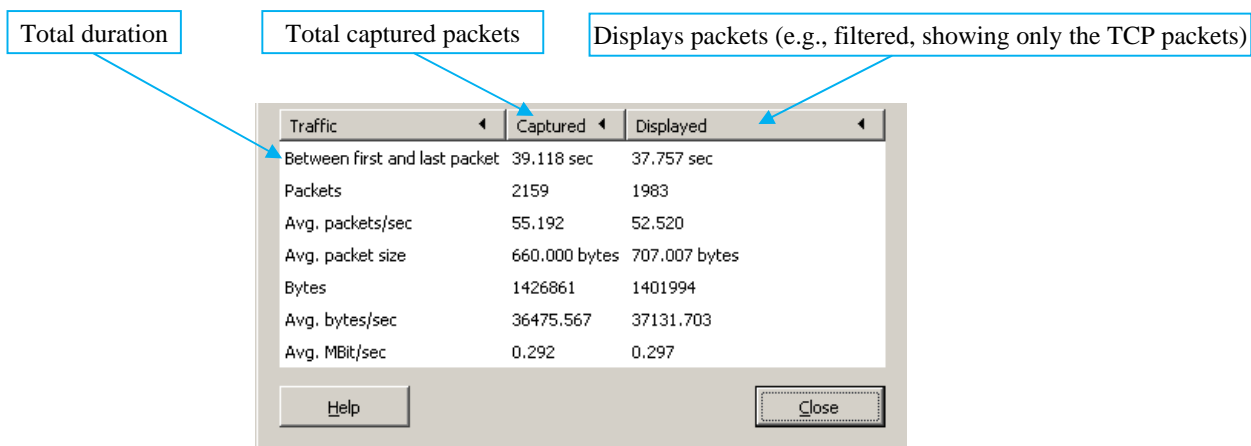 Total duration
Total captured packets
Displays packets (e.g., filtered, showing only the TCP packets)
Traffic Captured Displayed
Between first and last packet 39.118 sec 37.757 sec
Packets 2159 1983
Avg. packets/sec 55.192 52.520
Avg. packet size 660.000 bytes 707.007 bytes
Bytes 1426861 1401994
Avg. bytes/sec 36475.567 37131.703
Avg. MBit/sec 0.292 0.297
Help Close